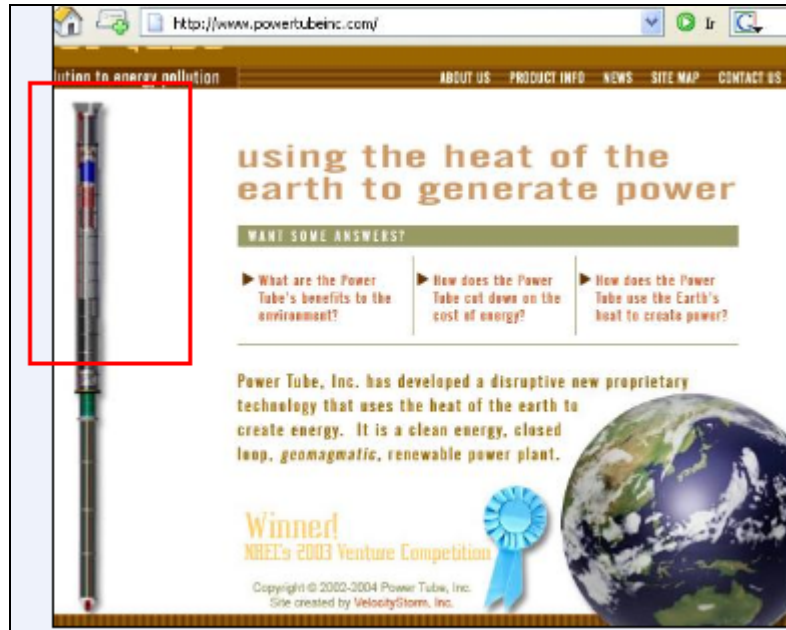 http://www.powertubeinc.com/
Ir
lution to energy pollution
ABOUT US PRODUCT INFO NEWS SITE MAP CONTACT US
using the heat of the
earth to generate power
WANT SOME ANSWERS?
What are the Power
Tube's benefits to the
environment?
How does the Power
Tube cut down on the
cost of energy?
How does the Power
Tube use the Earth's
heat to create power?
Power Tube, Inc. has developed a disruptive new proprietary
technology that uses the heat of the earth to
create energy. It is a clean energy, closed
loop, geomagmatic, renewable power plant.
Winner!
NREL's 2003 Venture Competition
Copyright © 2002-2004 Power Tube, Inc.
Site created by VelocityStorm, Inc.